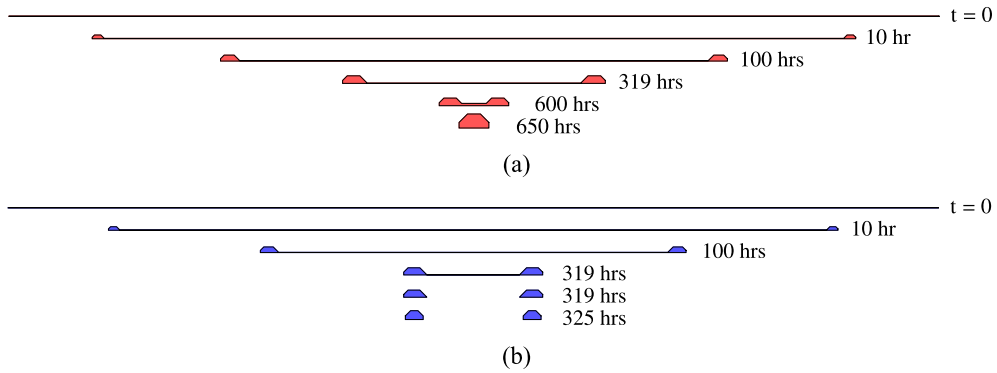 t = 0
10 hr
100 hrs
319 hrs
600 hrs
650 hrs
(a)
t = 0
10 hr
100 hrs
319 hrs
319 hrs
325 hrs
(b)